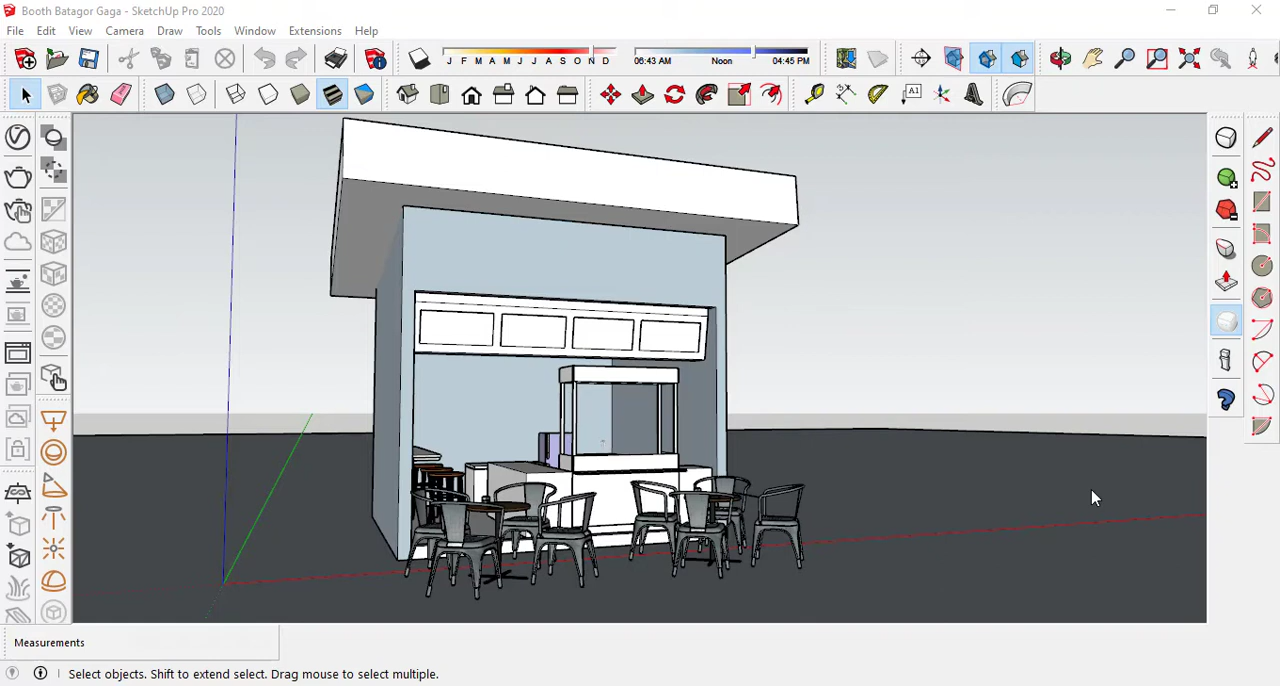 Booth Batagor Gaga - SketchUp Pro 2020
File Edit View Camera Draw Tools Window Extensions Help
J F M A M J J A S O N D 06:43 AM Noon 04:45 PM
A1
Measurements
Select objects. Shift to extend select. Drag mouse to select multiple.